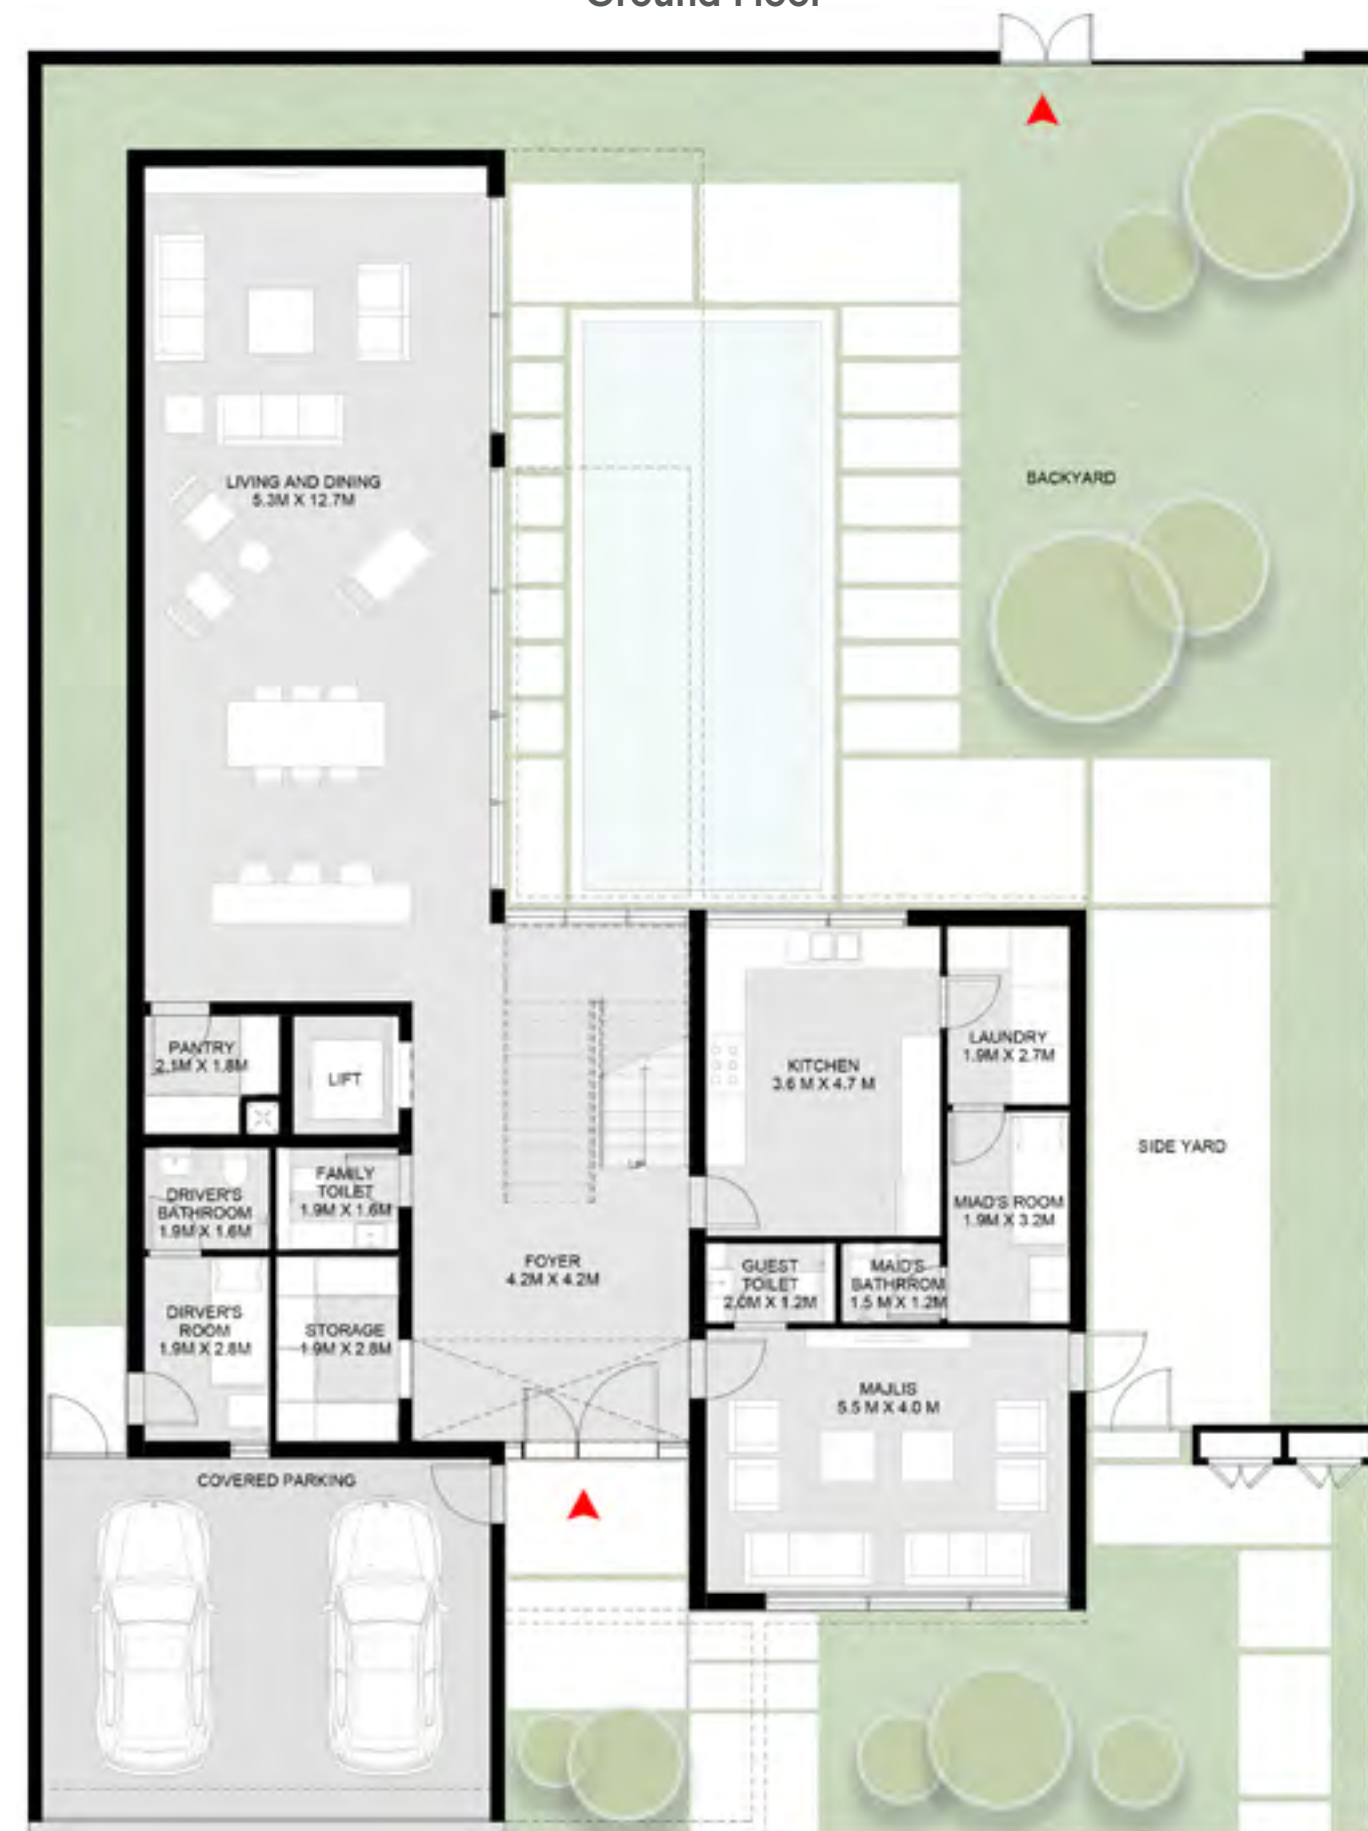 Ground Floor
BACKYARD
LIVING AND DINING
5.3M X 12.7M
PANTRY
2.1M X 1.8M
LIFT
KITCHEN
3.6 M X 4.7 M
LAUNDRY
1.9M X 2.7M
SIDE YARD
UP
DRIVER'S
BATHROOM
1.9M X 1.6M
FAMILY
TOILET
1.9M X 1.6M
MIAD'S ROOM
1.9M X 3.2M
FOYER
4.2M X 4.2M
GUEST
TOILET
2.0M X 1.2M
MAID'S
BATHRROM
1.5 M X 1.2M
DIRVER'S
ROOM
1.9M X 2.8M
STORAGE
1.9M X 2.8M
MAJLIS
5.5 M X 4.0 M
COVERED PARKING